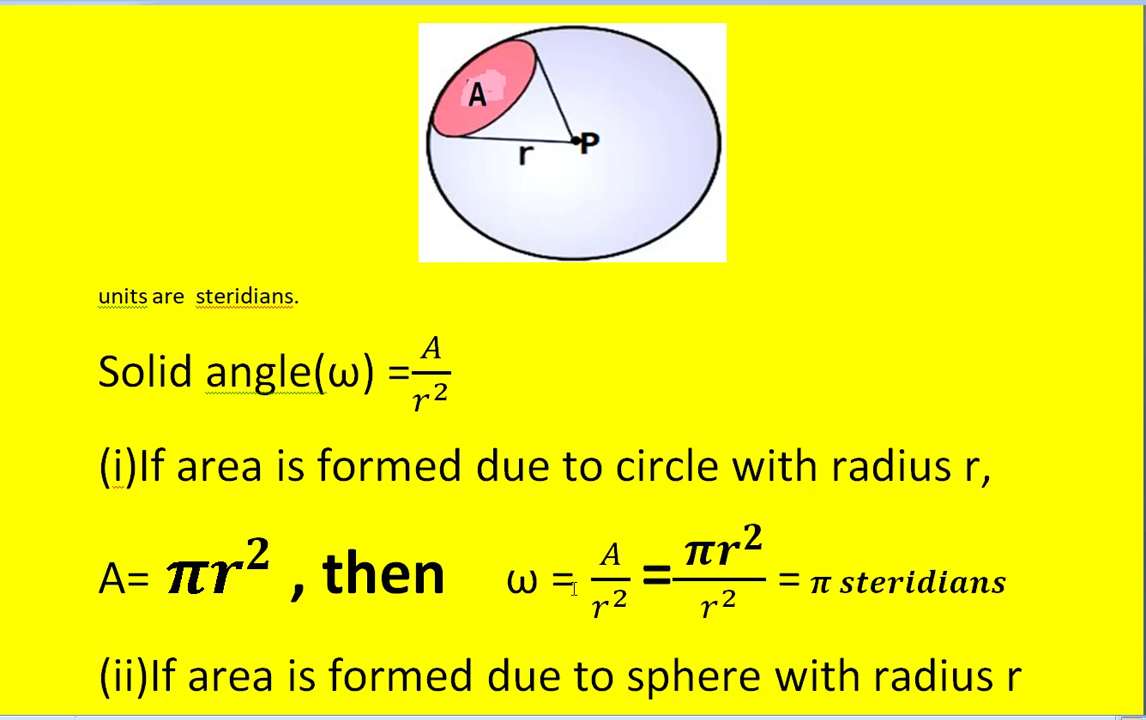 A
r P
units are steridians.
Solid angle(ω) = A/r²
(i)If area is formed due to circle with radius r,
A= πr² , then ω = A/r² = πr²/r² = π steridians
(ii)If area is formed due to sphere with radius r